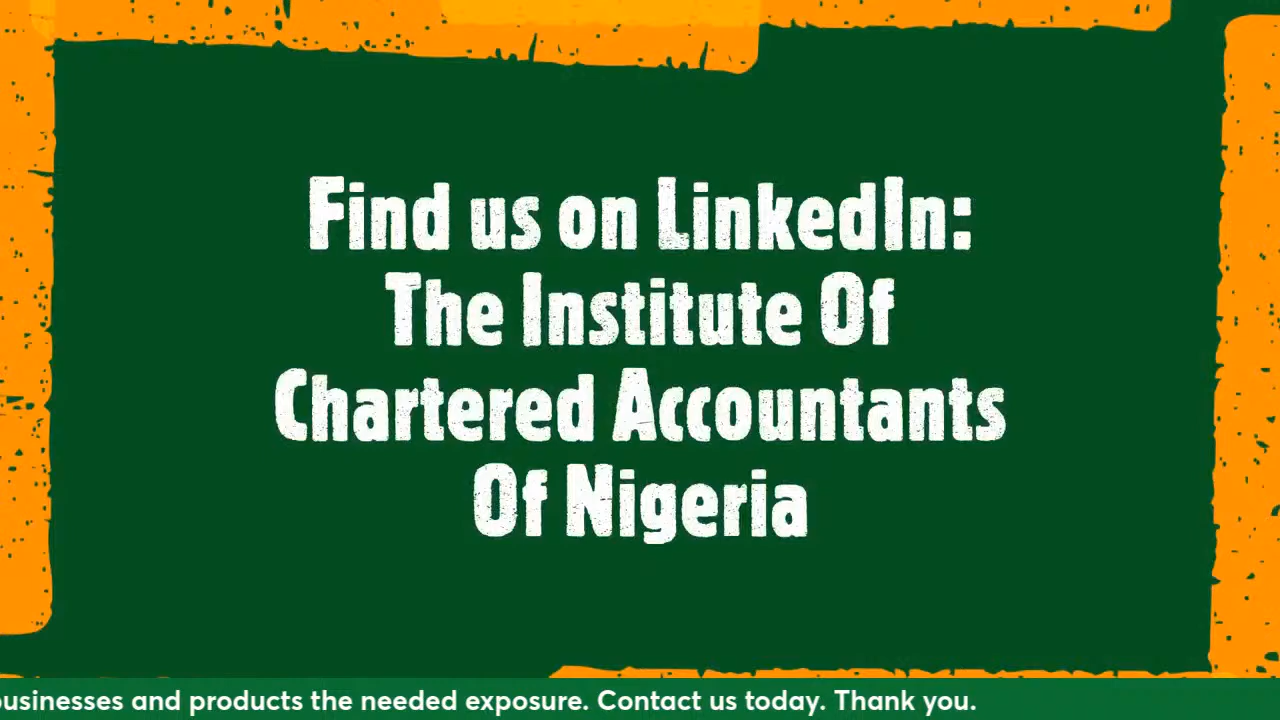 Find us on LinkedIn:
The Institute Of
Chartered Accountants
Of Nigeria
businesses and products the needed exposure. Contact us today. Thank you.